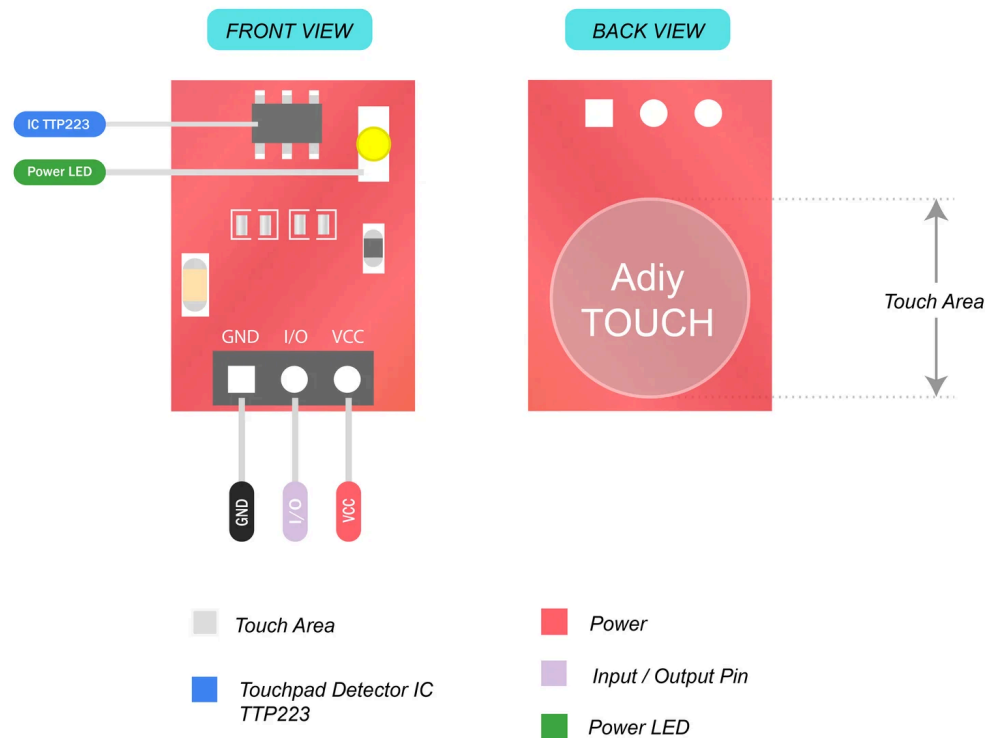 FRONT VIEW
BACK VIEW
IC TTP223
Power LED
Adiy
TOUCH
Touch Area
GND I/O VCC
GND
I/O
VCC
Touch Area
Touchpad Detector IC
TTP223
Power
Input / Output Pin
Power LED